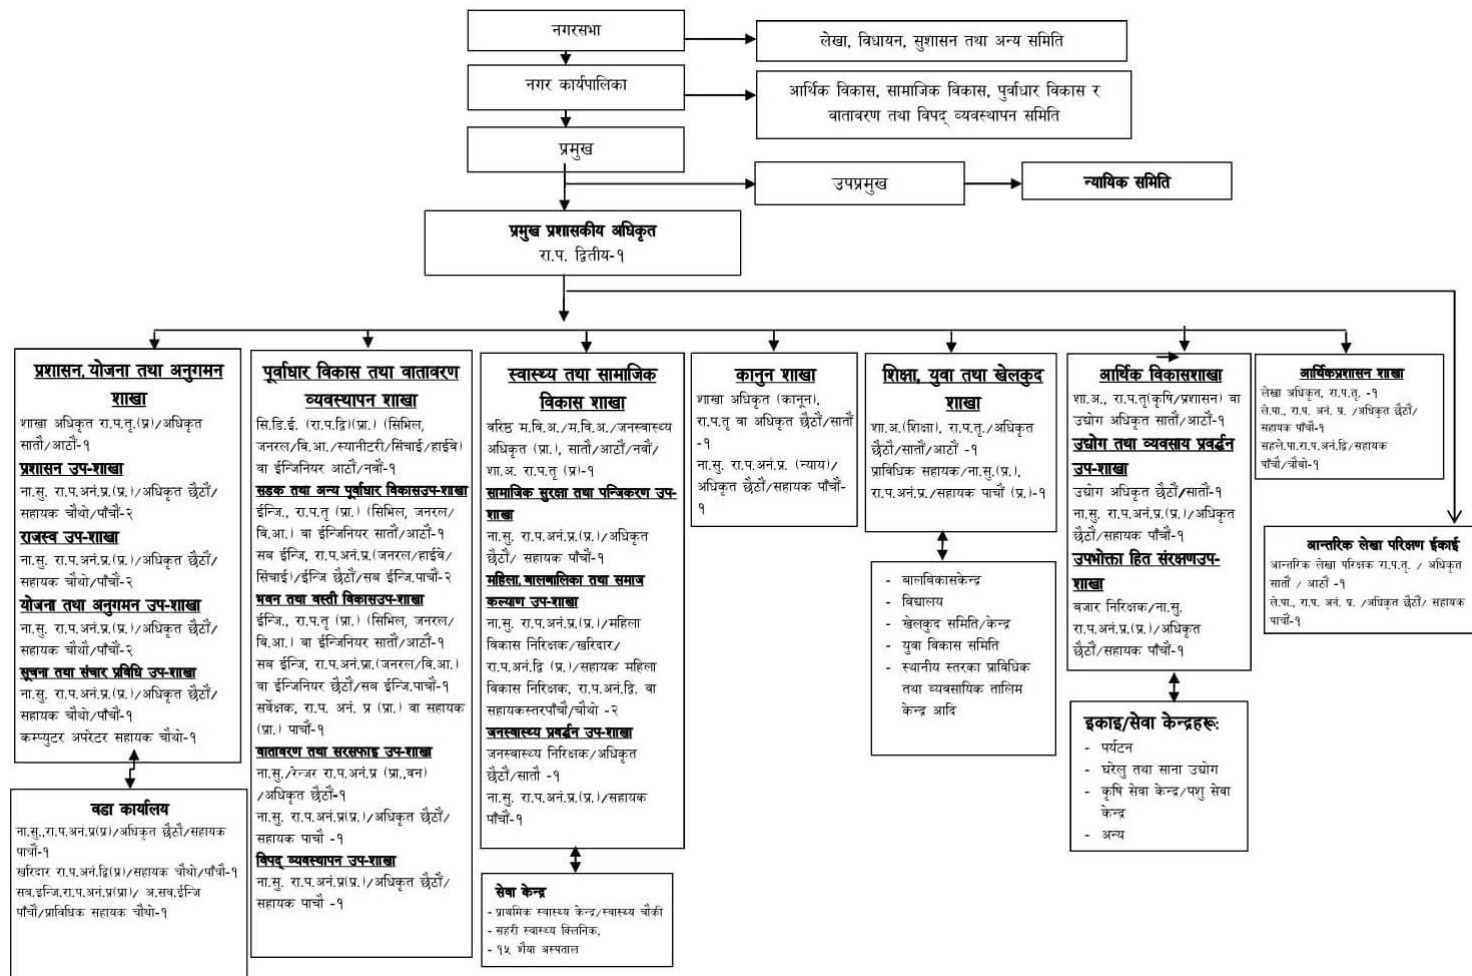 नगरसभा
लेखा, विधायन, सुशासन तथा अन्य समिति
नगर कार्यपालिका
आर्थिक विकास, सामाजिक विकास, पुर्वाधार विकास र
वातावरण तथा विपद् व्यवस्थापन समिति
प्रमुख
उपप्रमुख
न्यायिक समिति
प्रमुख प्रशासकीय अधिकृत
रा.प. द्वितीय-१
प्रशासन, योजना तथा अनुगमन
शाखा
शाखा अधिकृत रा.प.तृ.(प्र)/अधिकृत
सातौं/आठौं-१
प्रशासन उप-शाखा
ना.सु. रा.प.अनं.प्र.(प्र.)/अधिकृत छैठौं/
सहायक चौथो/पाँचौं-२
राजस्व उप-शाखा
ना.सु. रा.प.अनं.प्र.(प्र.)/अधिकृत छैठौं/
सहायक चौथो/पाँचौं-२
योजना तथा अनुगमन उप-शाखा
ना.सु. रा.प.अनं.प्र.(प्र.)/अधिकृत छैठौं/
सहायक चौथौ/पाँचौं-२
सूचना तथा संचार प्रविधि उप-शाखा
ना.सु. रा.प.अनं.प्र.(प्र.)/अधिकृत छैठौं/
सहायक चौथो/पाँचौं-१
कम्प्युटर अपरेटर सहायक चौथो-१
वडा कार्यालय
ना.सु.,रा.प.अनं.प्र(प्र)/अधिकृत छैठौं/सहायक
पाचौं-१
खरिदार रा.प.अनं.द्वि(प्र)/सहायक चौथो/पाँचौं-१
सब.इन्जि.रा.प.अनं.प्र(प्रा)/ अ.सव.ईन्जि
पाँचौं/प्राविधिक सहायक चौथो-१
पूर्वाधार विकास तथा वातावरण
व्यवस्थापन शाखा
सि.डि.ई. (रा.प.द्वि)(प्रा.) (सिभिल,
जनरल/बि.आ./स्यानीटरी/सिंचाई/हाईवे)
वा ईन्जिनियर आठौं/नवौं-१
सडक तथा अन्य पूर्वाधार विकासउप-शाखा
ईन्जि., रा.प.तृ (प्रा.) (सिभिल, जनरल/
बि.आ.) वा ईन्जिनियर सातौं/आठौं-१
सब ईन्जि, रा.प.अनं.प्र.(जनरल/हाईवे/
सिंचाई)/ईन्जि छैठौं/सब ईन्जि.पाचौं-२
भवन तथा वस्ती विकासउप-शाखा
ईन्जि., रा.प.तृ (प्रा.) (सिभिल, जनरल/
बि.आ.) वा ईन्जिनियर सातौं/आठौं-१
सब ईन्जि, रा.प.अनं.प्रा.(जनरल/बि.आ.)
वा ईन्जिनियर छैठौं/सब ईन्जि.पाचौं-१
सर्वेक्षक, रा.प. अनं. प्र (प्रा.) वा सहायक
(प्रा.) पाचौं-१
वातावरण तथा सरसफाइ उप-शाखा
ना.सु./रेन्जर रा.प.अनं.प्र (प्रा.,वन)
/अधिकृत छैठौं-१
ना.सु. रा.प.अनं.प्र(प्र.)/अधिकृत छैठौं/
सहायक पाचौं -१
विपद् व्यवस्थापन उप-शाखा
ना.सु. रा.प.अनं.प्र(प्र.)/अधिकृत छैठौं/
सहायक पाचौं -१
स्वास्थ्य तथा सामाजिक
विकास शाखा
वरिष्ठ म.वि.अ./म.वि.अ./जनस्वास्थ्य
अधिकृत (प्रा.), सातौं/आठौं/नवौं/
शा.अ. रा.प.तृ (प्र)-१
सामाजिक सुरक्षा तथा पन्जिकरण उप-
शाखा
ना.सु. रा.प.अनं.प्र.(प्र)/अधिकृत
छैठौं/ सहायक पाँचौं-१
महिला, बालबालिका तथा समाज
कल्याण उप-शाखा
ना.सु. रा.प.अनं.प्र.(प्र)/महिला
विकास निरिक्षक/खरिदार/
रा.प.अनं.द्वि (प्र.)/सहायक महिला
विकास निरिक्षक, रा.प.अनं.द्वि. वा
सहायकस्तरपाँचौं/चौथो -२
जनस्वास्थ्य प्रवर्द्धन उप-शाखा
जनस्वास्थ्य निरिक्षक/अधिकृत
छैठौं/सातौ -१
ना.सु. रा.प.अनं.प्र.(प्र.)/सहायक
पाँचौं-१
सेवा केन्द्र
- प्राथमिक स्वास्थ्य केन्द्र/स्वास्थ्य चौकी
- सहरी स्वास्थ्य क्लिनिक,
- १५ शैया अस्पताल
कानुन शाखा
शाखा अधिकृत (कानून),
रा.प.तृ वा अधिकृत छैठौं/सातौं
-१
ना.सु. रा.प.अनं.प्र. (न्याय)/
अधिकृत छैठौं/सहायक पाँचौं-
१
शिक्षा, युवा तथा खेलकुद
शाखा
शा.अ.(शिक्षा), रा.प.तृ./अधिकृत
छैठौं/सातौं/आठौं -१
प्राविधिक सहायक/ना.सु.(प्र.),
रा.प.अनं.प्र./सहायक पाचौं (प्र.)-१
- बालबिकासकेन्द्र
- विद्यालय
- खेलकुद समिति/केन्द्र
- युवा विकास समिति
- स्थानीय स्तरका प्राविधिक
तथा व्यवसायिक तालिम
केन्द्र आदि
आर्थिक विकासशाखा
शा.अ., रा.प.तृ(कृषि/प्रशासन) वा
उद्योग अधिकृत सातौं/आठौं-१
उद्योग तथा व्यवसाय प्रवर्द्धन
उप-शाखा
उद्योग अधिकृत छैठौं/सातौं-१
ना.सु. रा.प.अनं.प्र.(प्र)/अधिकृत
छैठौं/सहायक पाँचौं-१
उपभोक्ता हित संरक्षणउप-
शाखा
बजार निरिक्षक/ना.सु.
रा.प.अनं.प्र.(प्र.)/अधिकृत
छैठौं/सहायक पाँचौं-१
इकाइ/सेवा केन्द्रहरू:
- पर्यटन
- घरेलु तथा साना उद्योग
- कृषि सेवा केन्द्र/पशु सेवा
केन्द्र
- अन्य
आर्थिकप्रशासन शाखा
लेखा अधिकृत, रा.प.तृ. -१
ले.पा., रा.प. अनं. प्र. /अधिकृत छैठौं/
सहायक पाँचौं-१
सहले.पा.रा.प.अनं.द्वि/सहायक
पाँचौं/चौथो-१
आन्तरिक लेखा परिक्षण ईकाई
आन्तरिक लेखा परिक्षक रा.प.तृ. / अधिकृत
सातौं / आठौं -१
ले.पा., रा.प. अनं. प्र. /अधिकृत छैठौं/ सहायक
पाचौं-१